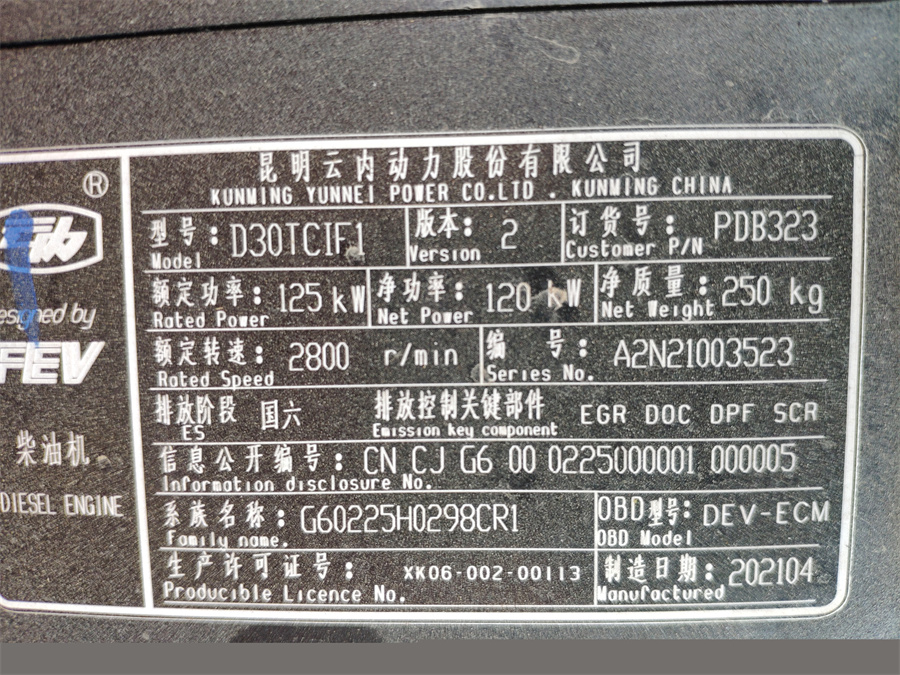 ®
esigned by
FEV
柴油机
DIESEL ENGINE
昆明云内动力股份有限公司
KUNMING YUNNEI POWER CO.LTD . KUNMING CHINA
型号: D30TCIF1 版本: 2 订货号: PDB323
Model Version Customer P/N
额定功率: 125 kW 净功率: 120 kW 净质量: 250 kg
Rated Power Net Power Net Weight
额定转速: 2800 r/min 编 号: A2N21003523
Rated Speed Series No.
排放阶段 国六 排放控制关键部件 EGR DOC DPF SCR
ES Emission key component
信息公开编号: CN CJ G6 00 0225000001 000005
Information disclosure No.
系族名称: G60225H0298CR1 OBD型号: DEV-ECM
Family name. OBD Model
生产许可证号: XK06-002-00113 制造日期: 202104
Producible Licence No. Manufactured